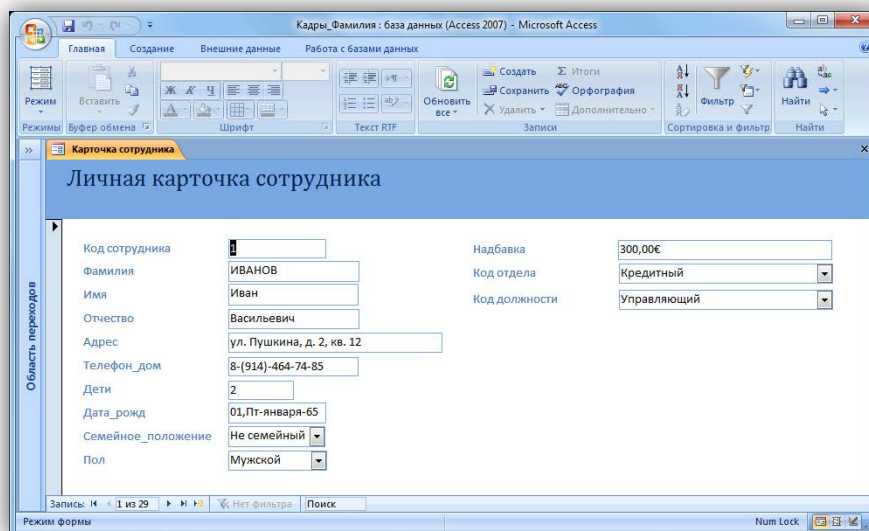 Кадры_Фамилия : база данных (Access 2007) - Microsoft Access
Главная Создание Внешние данные Работа с базами данных
Режим
Режимы
Вставить
Буфер обмена
Ж К Ч
Шрифт
Текст RTF
Обновить все
Создать
Сохранить
Удалить
Итоги
Орфография
Дополнительно
Записи
Фильтр
Сортировка и фильтр
Найти
Найти
Карточка сотрудника
Область переходов
Личная карточка сотрудника
Код сотрудника 1
Фамилия ИВАНОВ
Имя Иван
Отчество Васильевич
Адрес ул. Пушкина, д. 2, кв. 12
Телефон_дом 8-(914)-464-74-85
Дети 2
Дата_рожд 01,Пт-января-65
Семейное_положение Не семейный
Пол Мужской
Надбавка 300,00€
Код отдела Кредитный
Код должности Управляющий
Запись: 1 из 29 Нет фильтра Поиск
Режим формы Num Lock